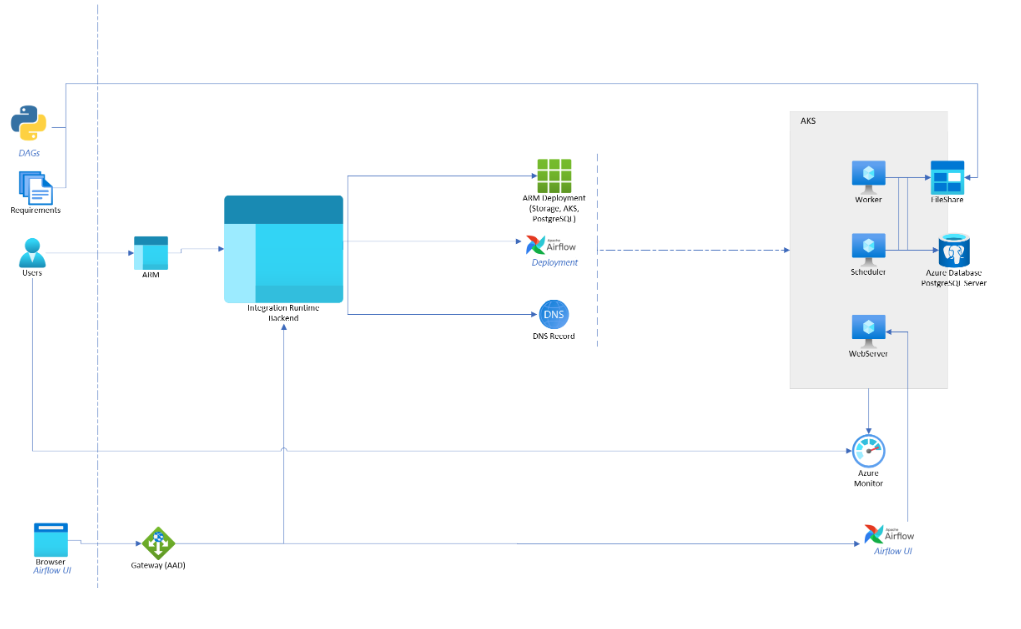 AKS
DAGs
Requirements
Users
ARM
Integration Runtime
Backend
ARM Deployment
(Storage, AKS,
PostgreSQL)
Apache
Airflow
Deployment
DNS
DNS Record
Worker
FileShare
Scheduler
Azure Database
PostgreSQL Server
WebServer
Azure
Monitor
Browser
Airflow UI
Gateway (AAD)
Apache
Airflow
Airflow UI